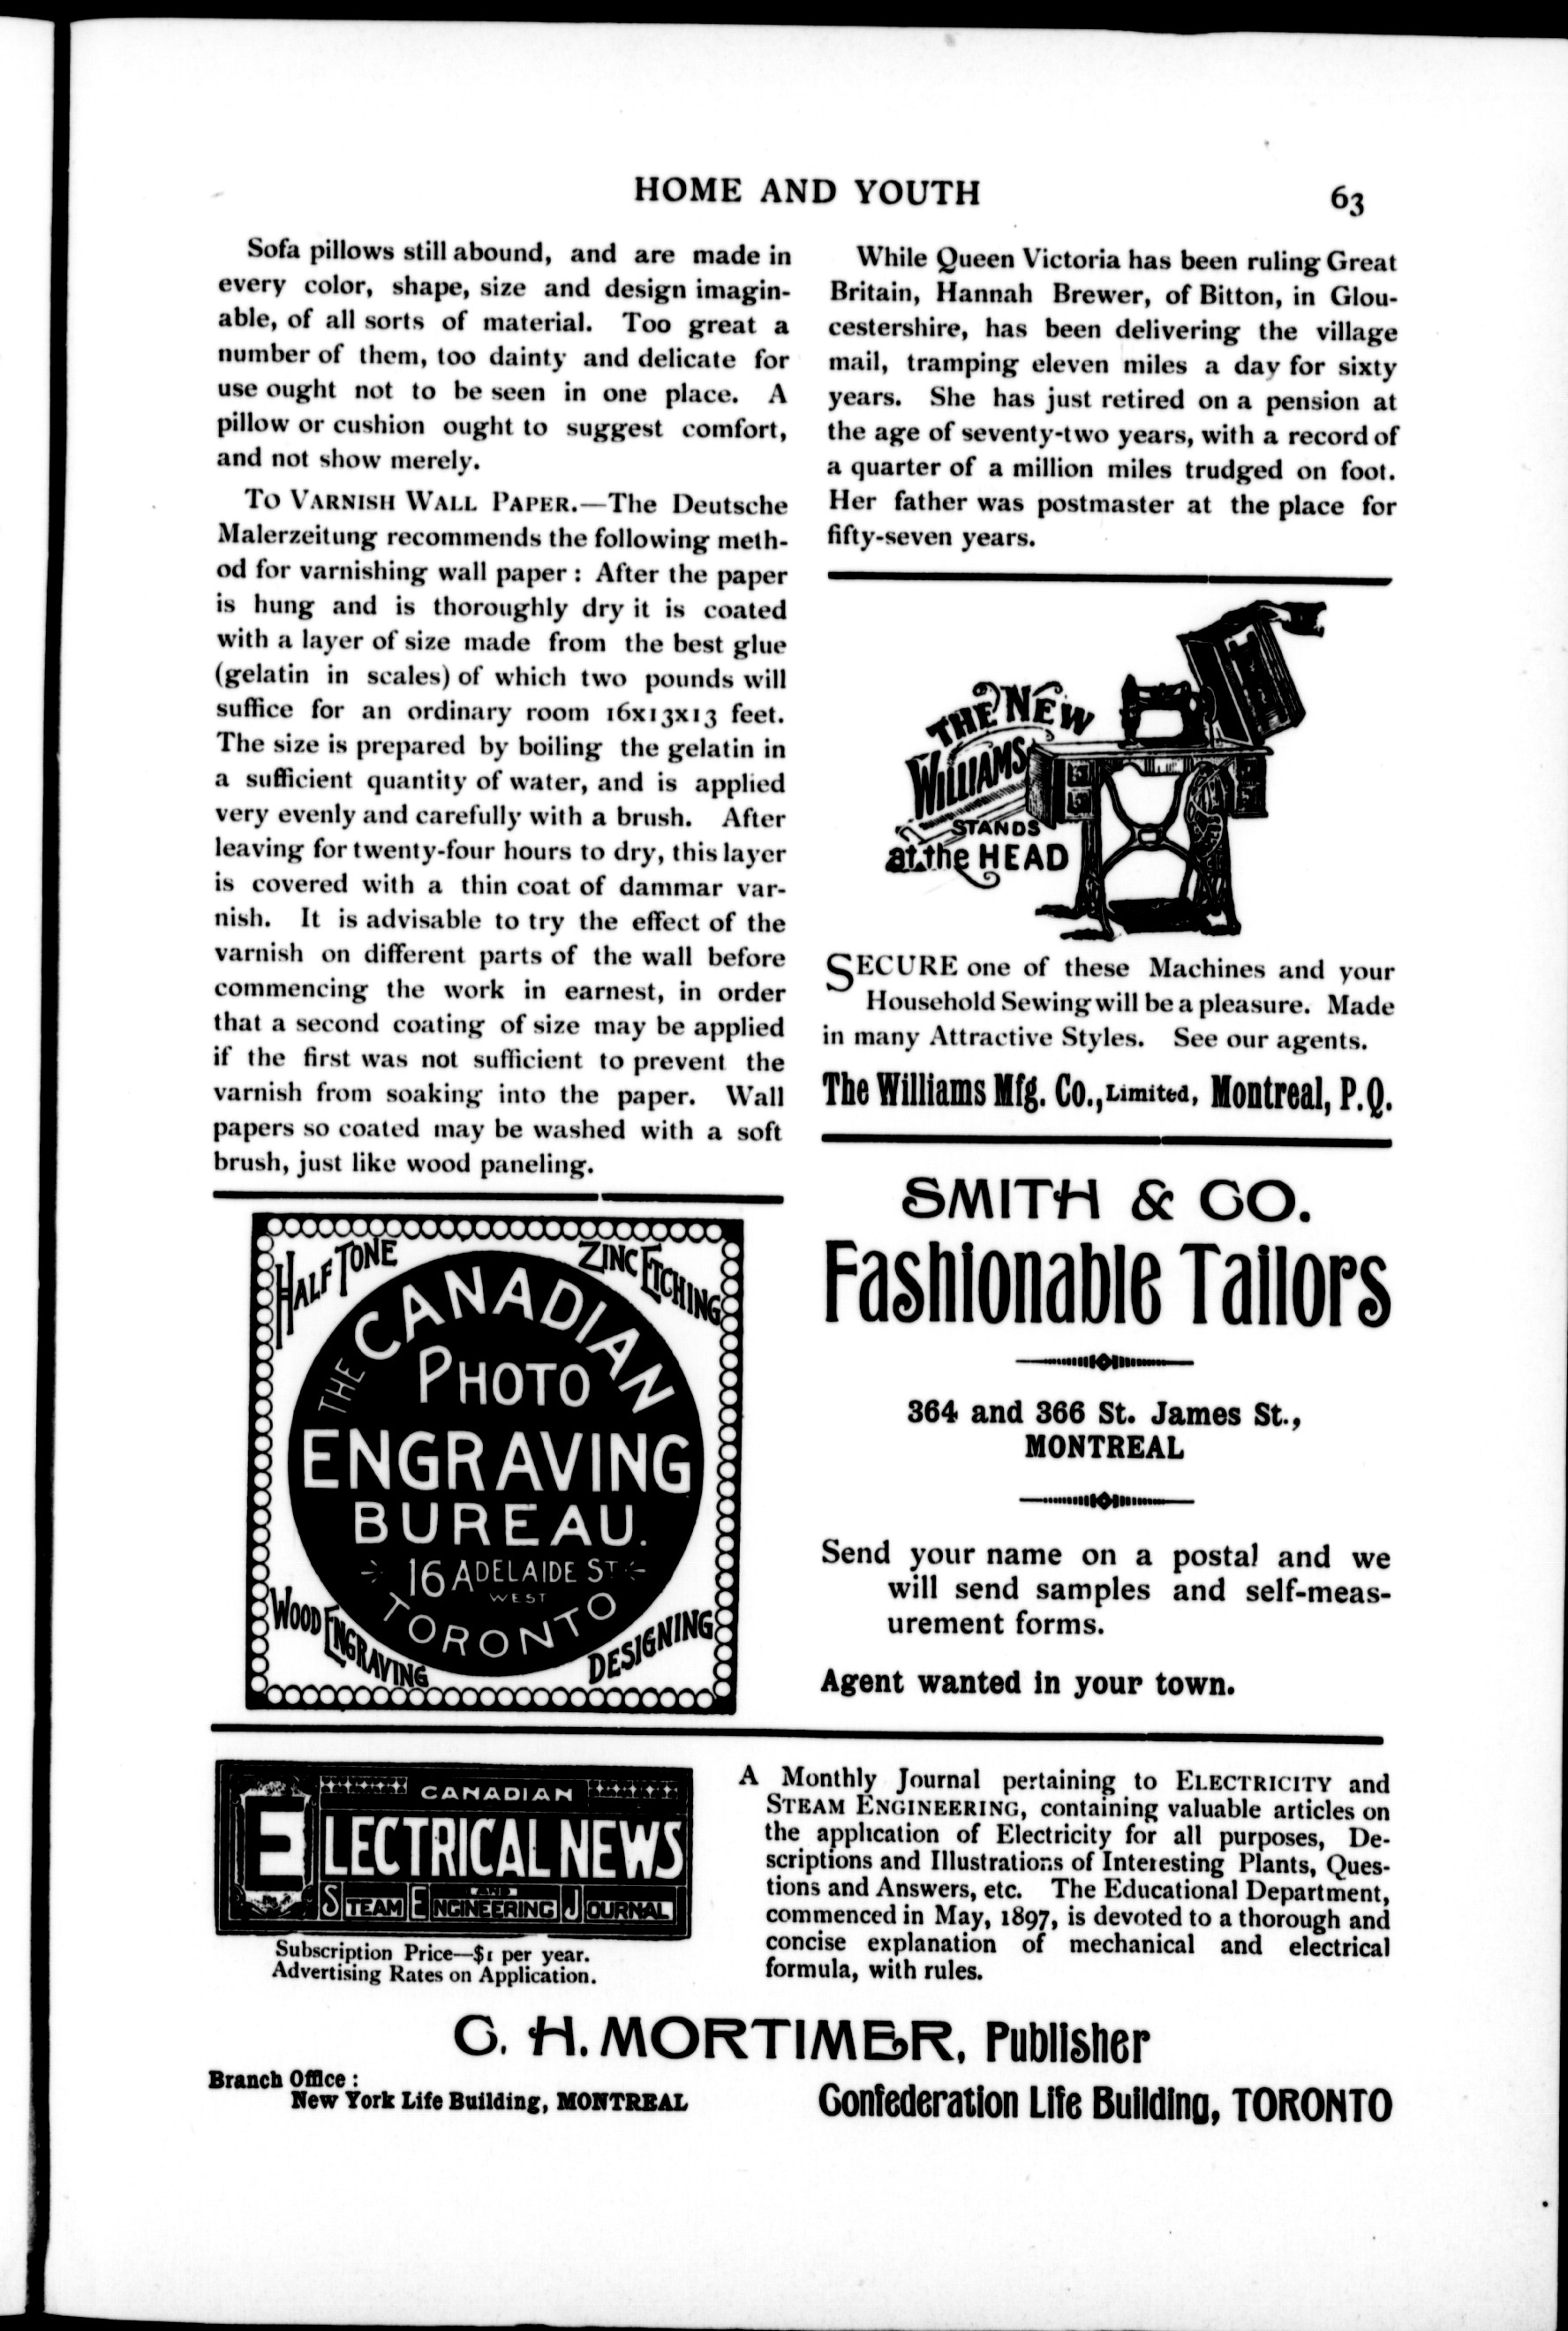 HOME AND YOUTH
63
Sofa pillows still abound, and are made in
every color, shape, size and design imagin-
able, of all sorts of material. Too great a
number of them, too dainty and delicate for
use ought not to be seen in one place. A
pillow or cushion ought to suggest comfort,
and not show merely.
TO VARNISH WALL PAPER.—The Deutsche
Malerzeitung recommends the following meth-
od for varnishing wall paper : After the paper
is hung and is thoroughly dry it is coated
with a layer of size made from the best glue
(gelatin in scales) of which two pounds will
suffice for an ordinary room 16x13x13 feet.
The size is prepared by boiling the gelatin in
a sufficient quantity of water, and is applied
very evenly and carefully with a brush. After
leaving for twenty-four hours to dry, this layer
is covered with a thin coat of dammar var-
nish. It is advisable to try the effect of the
varnish on different parts of the wall before
commencing the work in earnest, in order
that a second coating of size may be applied
if the first was not sufficient to prevent the
varnish from soaking into the paper. Wall
papers so coated may be washed with a soft
brush, just like wood paneling.
HALF TONE
ZINC ETCHING
THE CANADIAN
PHOTO
ENGRAVING
BUREAU.
16 ADELAIDE ST
WEST
TORONTO
WOOD ENGRAVING
DESIGNING
While Queen Victoria has been ruling Great
Britain, Hannah Brewer, of Bitton, in Glou-
cestershire, has been delivering the village
mail, tramping eleven miles a day for sixty
years. She has just retired on a pension at
the age of seventy-two years, with a record of
a quarter of a million miles trudged on foot.
Her father was postmaster at the place for
fifty-seven years.
THE NEW
WILLIAMS
STANDS
at the HEAD
SECURE one of these Machines and your
Household Sewing will be a pleasure. Made
in many Attractive Styles. See our agents.
The Williams Mfg. Co., Limited, Montreal, P.Q.
SMITH & CO.
Fashionable Tailors
364 and 366 St. James St.,
MONTREAL
Send your name on a postal and we
will send samples and self-meas-
urement forms.
Agent wanted in your town.
CANADIAN
ELECTRICAL NEWS
AND
STEAM ENGINEERING JOURNAL
Subscription Price—$1 per year.
Advertising Rates on Application.
A Monthly Journal pertaining to ELECTRICITY and
STEAM ENGINEERING, containing valuable articles on
the application of Electricity for all purposes, De-
scriptions and Illustrations of Interesting Plants, Ques-
tions and Answers, etc. The Educational Department,
commenced in May, 1897, is devoted to a thorough and
concise explanation of mechanical and electrical
formula, with rules.
C. H. MORTIMER, Publisher
Branch Office :
New York Life Building, MONTREAL
Confederation Life Building, TORONTO